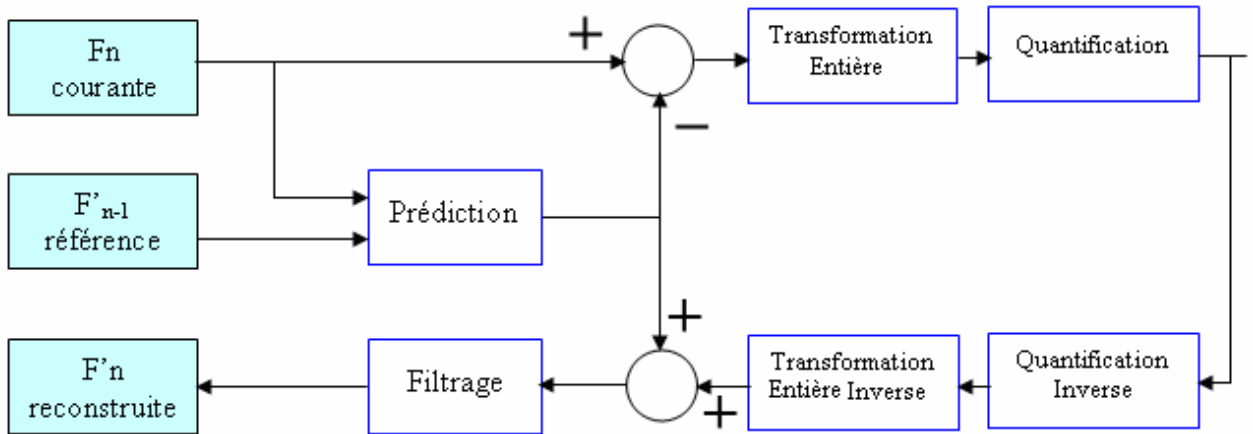 Fn
courante
+
Transformation
Entière
Quantification
−
F'n-1
référence
Prédiction
+
F'n
reconstruite
Filtrage
+
Transformation
Entière Inverse
Quantification
Inverse